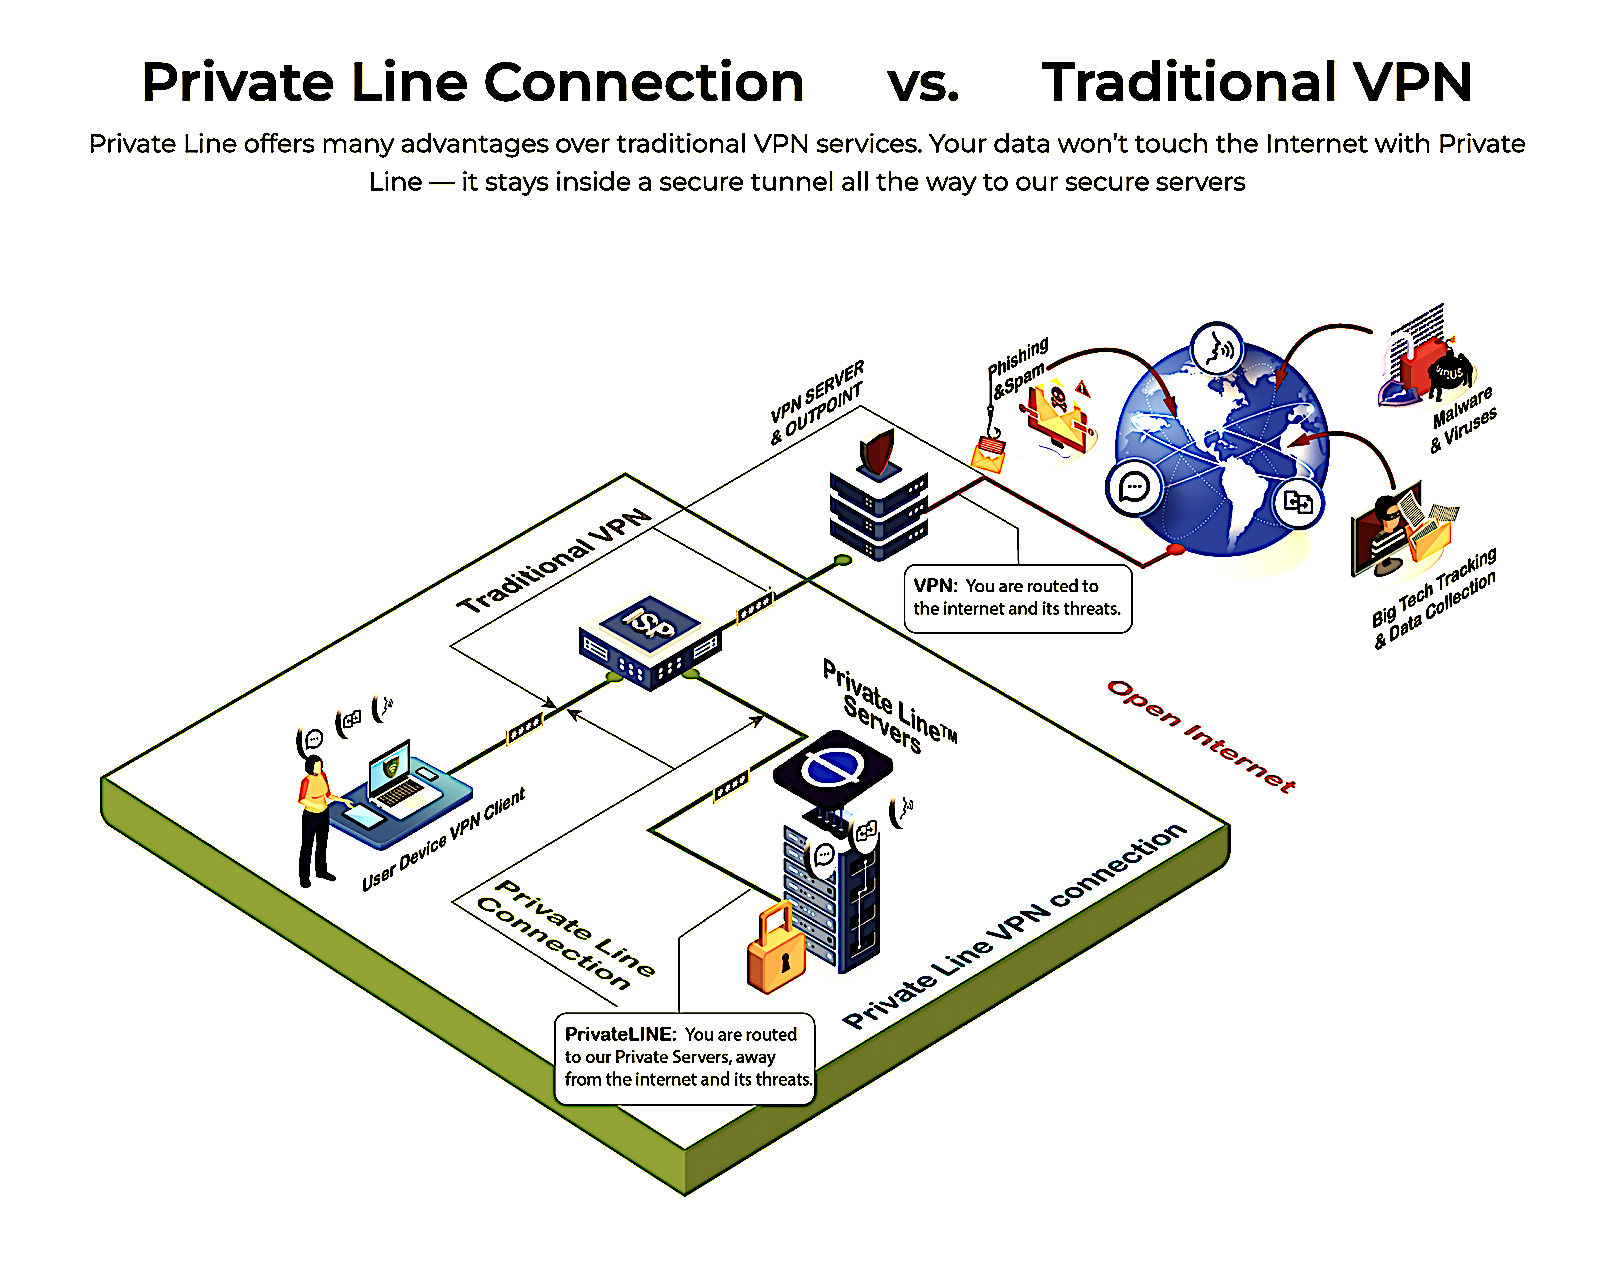 Private Line Connection vs. Traditional VPN
Private Line offers many advantages over traditional VPN services. Your data won't touch the Internet with Private
Line — it stays inside a secure tunnel all the way to our secure servers
Phishing
&Spam
VIRUS
Malware
& Viruses
VPN SERVER
& OUTPOINT
Traditional VPN
ISP
VPN: You are routed to
the internet and its threats.
Big Tech Tracking
& Data Collection
Open Internet
Private Line™
Servers
User Device VPN Client
Private Line
Connection
Private Line VPN connection
PrivateLINE: You are routed
to our Private Servers, away
from the internet and its threats.